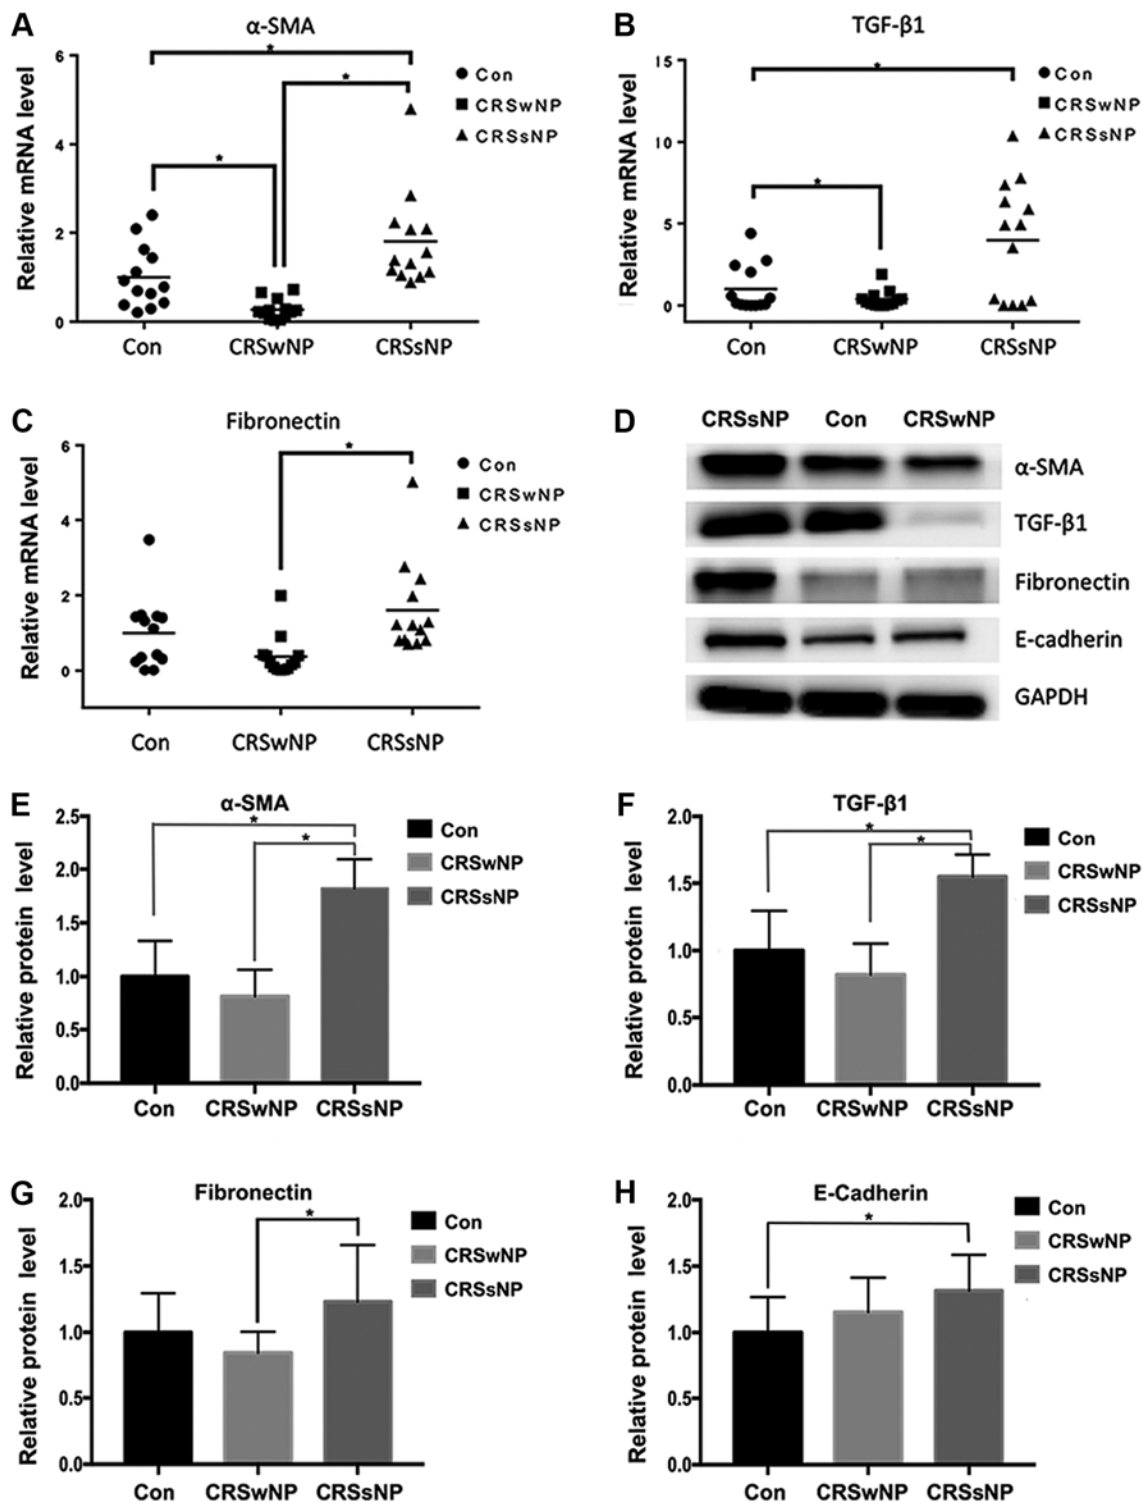 A
α-SMA
Relative mRNA level
6
4
2
0
*
*
*
Con
CRSwNP
CRSsNP
Con
CRSwNP
CRSsNP
B
TGF-β1
Relative mRNA level
15
10
5
0
*
*
Con
CRSwNP
CRSsNP
Con
CRSwNP
CRSsNP
C
Fibronectin
Relative mRNA level
6
4
2
0
*
Con
CRSwNP
CRSsNP
Con
CRSwNP
CRSsNP
D
CRSsNP Con CRSwNP
α-SMA
TGF-β1
Fibronectin
E-cadherin
GAPDH
E
α-SMA
Relative protein level
2.5
2.0
1.5
1.0
0.5
0.0
*
*
Con
CRSwNP
CRSsNP
Con
CRSwNP
CRSsNP
F
TGF-β1
Relative protein level
2.0
1.5
1.0
0.5
0.0
*
*
Con
CRSwNP
CRSsNP
Con
CRSwNP
CRSsNP
G
Fibronectin
Relative protein level
2.0
1.5
1.0
0.5
0.0
*
Con
CRSwNP
CRSsNP
Con
CRSwNP
CRSsNP
H
E-Cadherin
Relative protein level
2.0
1.5
1.0
0.5
0.0
*
Con
CRSwNP
CRSsNP
Con
CRSwNP
CRSsNP